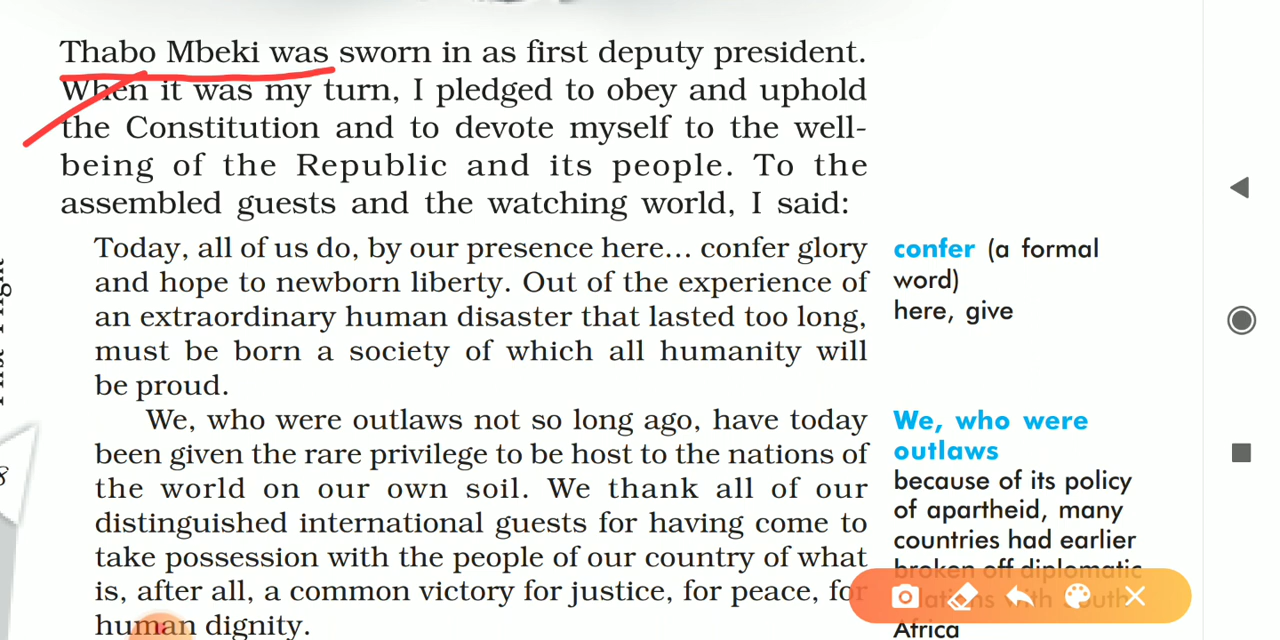 Thabo Mbeki was sworn in as first deputy president.
When it was my turn, I pledged to obey and uphold
the Constitution and to devote myself to the well-
being of the Republic and its people. To the
assembled guests and the watching world, I said:
Today, all of us do, by our presence here... confer glory
and hope to newborn liberty. Out of the experience of
an extraordinary human disaster that lasted too long,
must be born a society of which all humanity will
be proud.
We, who were outlaws not so long ago, have today
been given the rare privilege to be host to the nations of
the world on our own soil. We thank all of our
distinguished international guests for having come to
take possession with the people of our country of what
is, after all, a common victory for justice, for peace, for
human dignity.
confer (a formal
word)
here, give
We, who were
outlaws
because of its policy
of apartheid, many
countries had earlier
broken off diplomatic
South
Africa
8